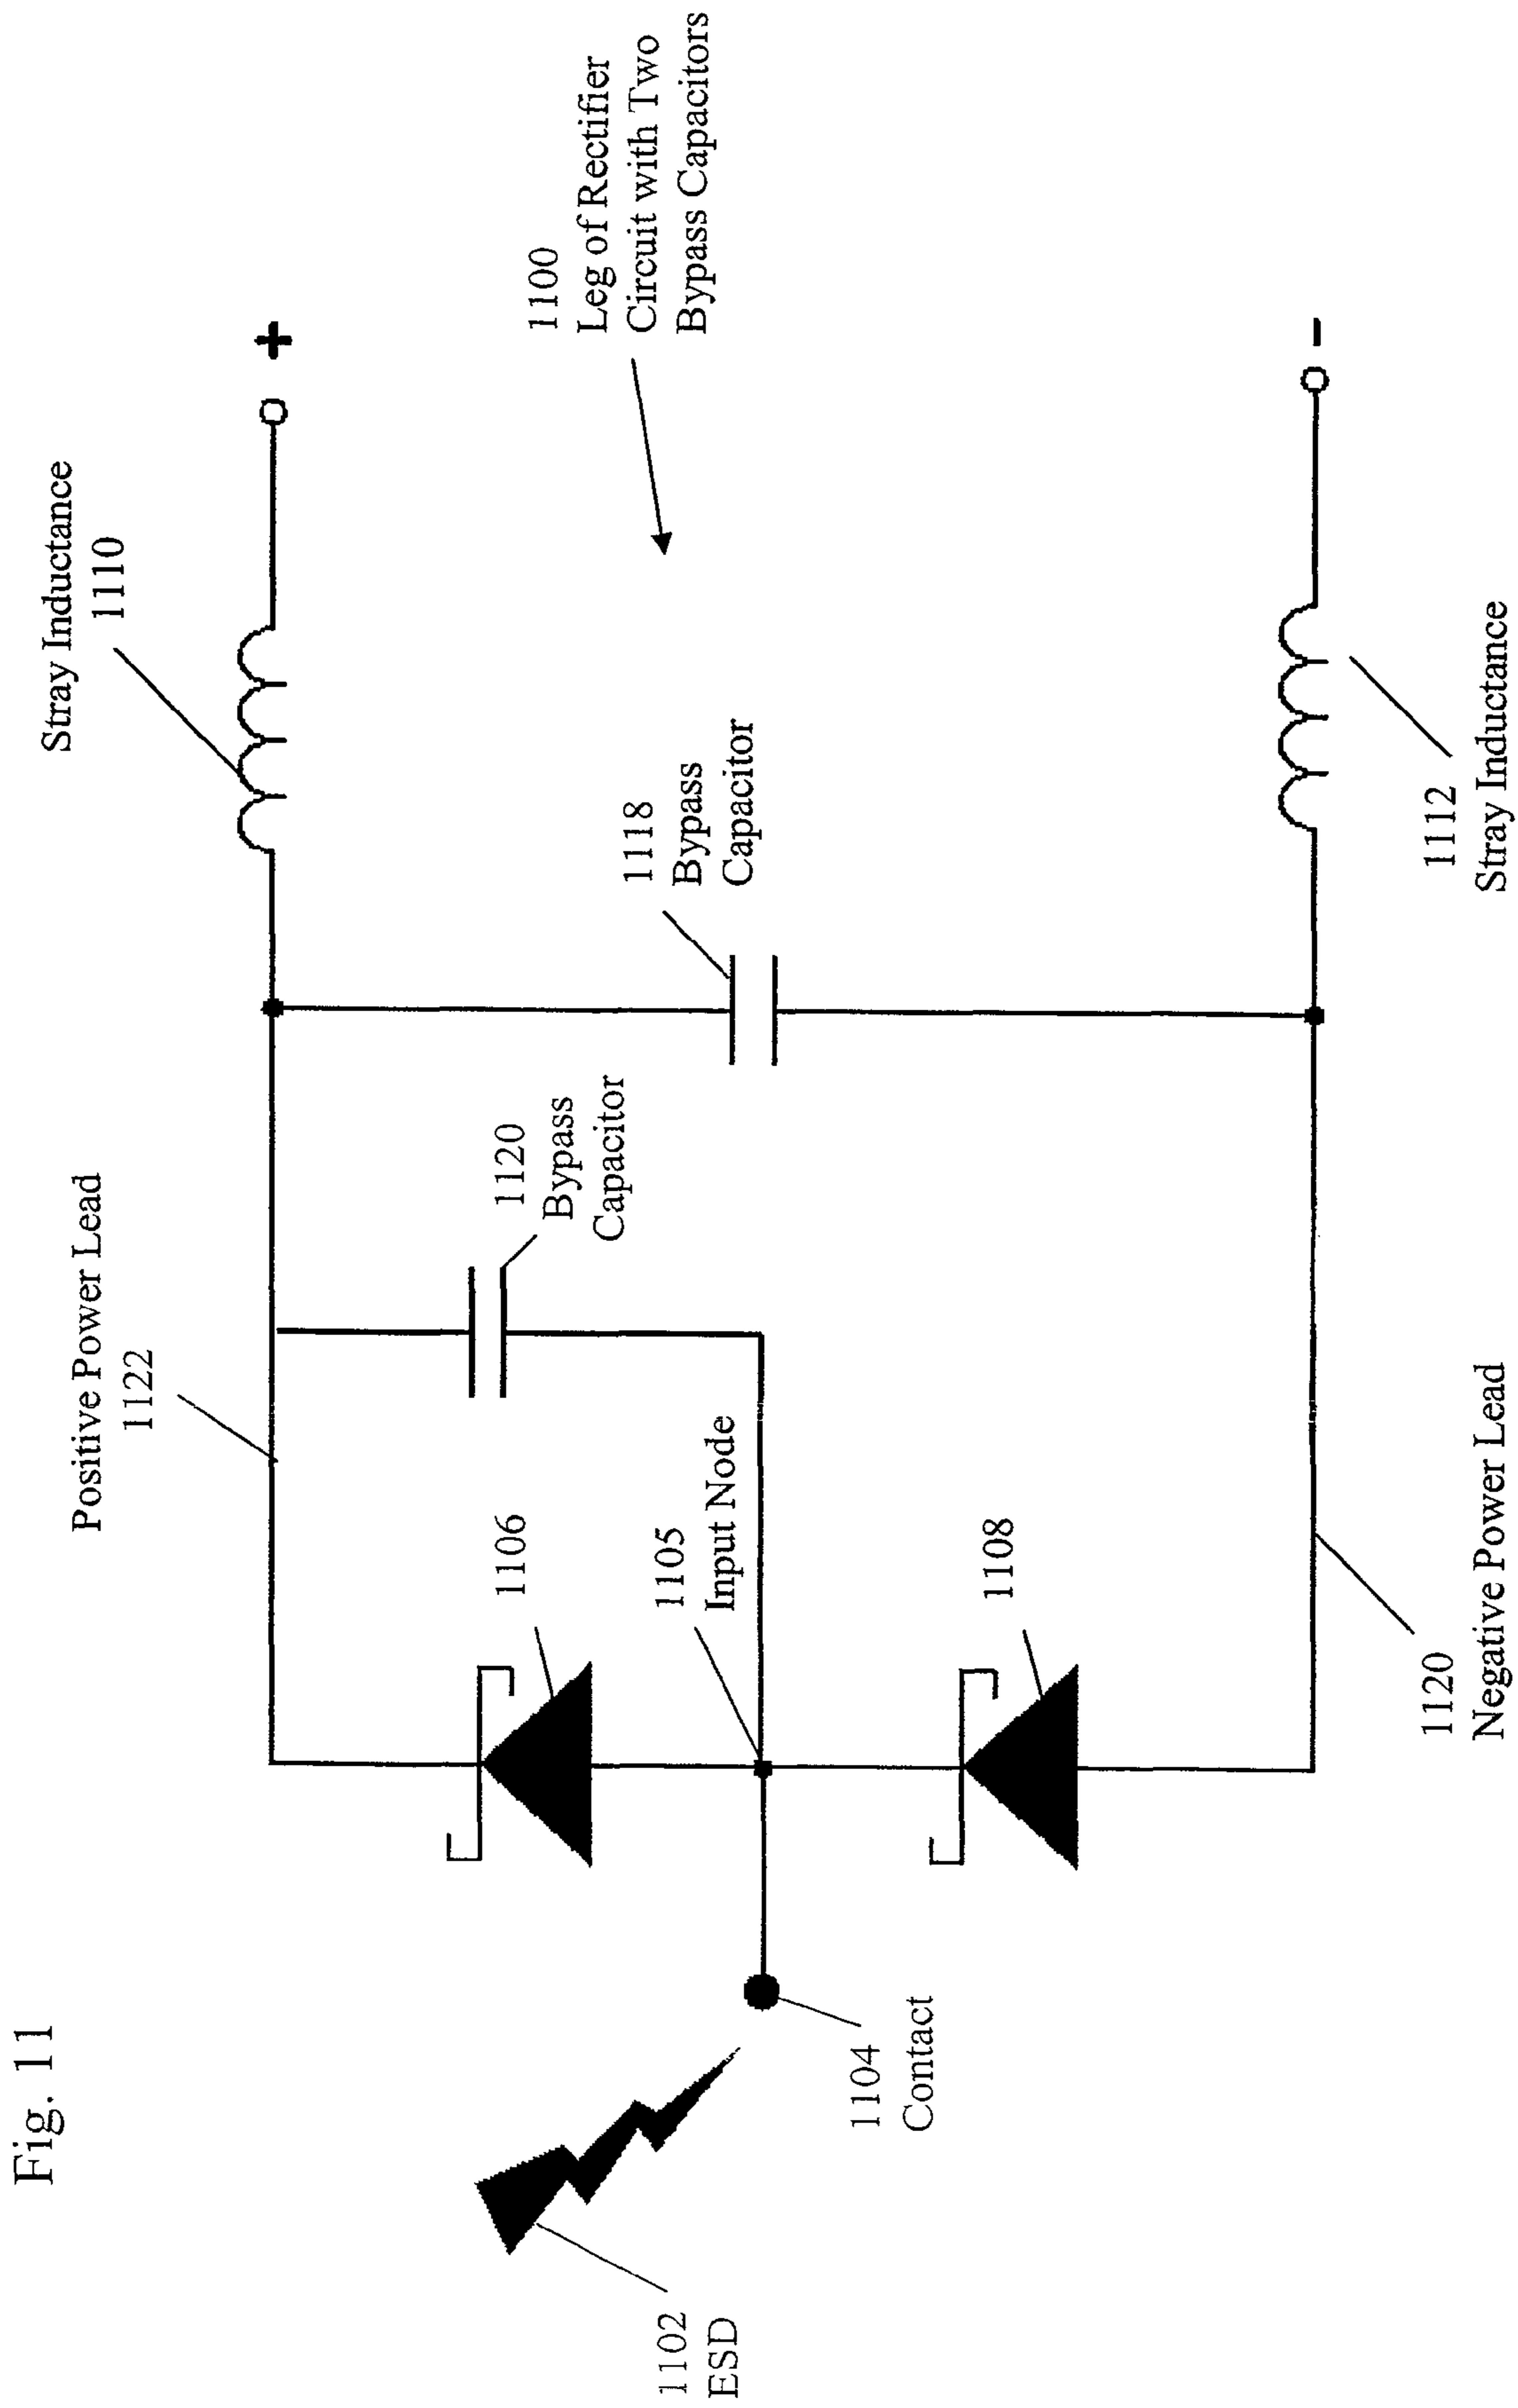 Fig. 11
1102
ESD
1104
Contact
1105
Input Node
1106
1108
Positive Power Lead
1122
1120
Bypass
Capacitor
1118
Bypass
Capacitor
Stray Inductance
1110
+
1100
Leg of Rectifier
Circuit with Two
Bypass Capacitors
-
1112
Stray Inductance
1120
Negative Power Lead